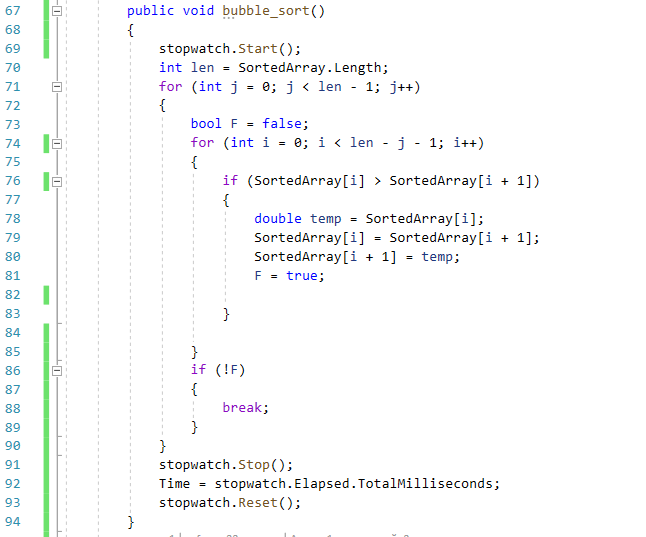 67 public void bubble_sort()
68 {
69 stopwatch.Start();
70 int len = SortedArray.Length;
71 for (int j = 0; j < len - 1; j++)
72 {
73 bool F = false;
74 for (int i = 0; i < len - j - 1; i++)
75 {
76 if (SortedArray[i] > SortedArray[i + 1])
77 {
78 double temp = SortedArray[i];
79 SortedArray[i] = SortedArray[i + 1];
80 SortedArray[i + 1] = temp;
81 F = true;
82
83 }
84
85 }
86 if (!F)
87 {
88 break;
89 }
90 }
91 stopwatch.Stop();
92 Time = stopwatch.Elapsed.TotalMilliseconds;
93 stopwatch.Reset();
94 }